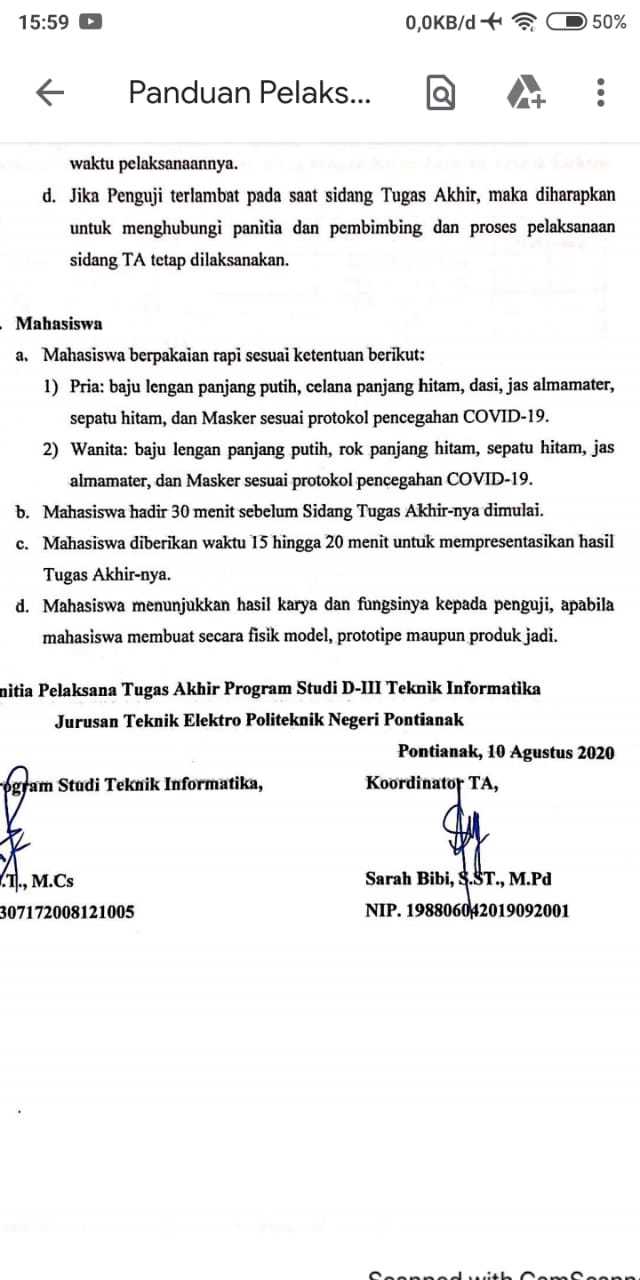 15:59 0,0KB/d 50%
Panduan Pelaks...
waktu pelaksanaannya.
d. Jika Penguji terlambat pada saat sidang Tugas Akhir, maka diharapkan
untuk menghubungi panitia dan pembimbing dan proses pelaksanaan
sidang TA tetap dilaksanakan.
. Mahasiswa
a. Mahasiswa berpakaian rapi sesuai ketentuan berikut:
1) Pria: baju lengan panjang putih, celana panjang hitam, dasi, jas almamater,
sepatu hitam, dan Masker sesuai protokol pencegahan COVID-19.
2) Wanita: baju lengan panjang putih, rok panjang hitam, sepatu hitam, jas
almamater, dan Masker sesuai protokol pencegahan COVID-19.
b. Mahasiswa hadir 30 menit sebelum Sidang Tugas Akhir-nya dimulai.
c. Mahasiswa diberikan waktu 15 hingga 20 menit untuk mempresentasikan hasil
Tugas Akhir-nya.
d. Mahasiswa menunjukkan hasil karya dan fungsinya kepada penguji, apabila
mahasiswa membuat secara fisik model, prototipe maupun produk jadi.
nitia Pelaksana Tugas Akhir Program Studi D-III Teknik Informatika
Jurusan Teknik Elektro Politeknik Negeri Pontianak
Pontianak, 10 Agustus 2020
ogram Studi Teknik Informatika, Koordinator TA,
.T., M.Cs Sarah Bibi, S.ST., M.Pd
307172008121005 NIP. 198806042019092001
Scanned with CamScann